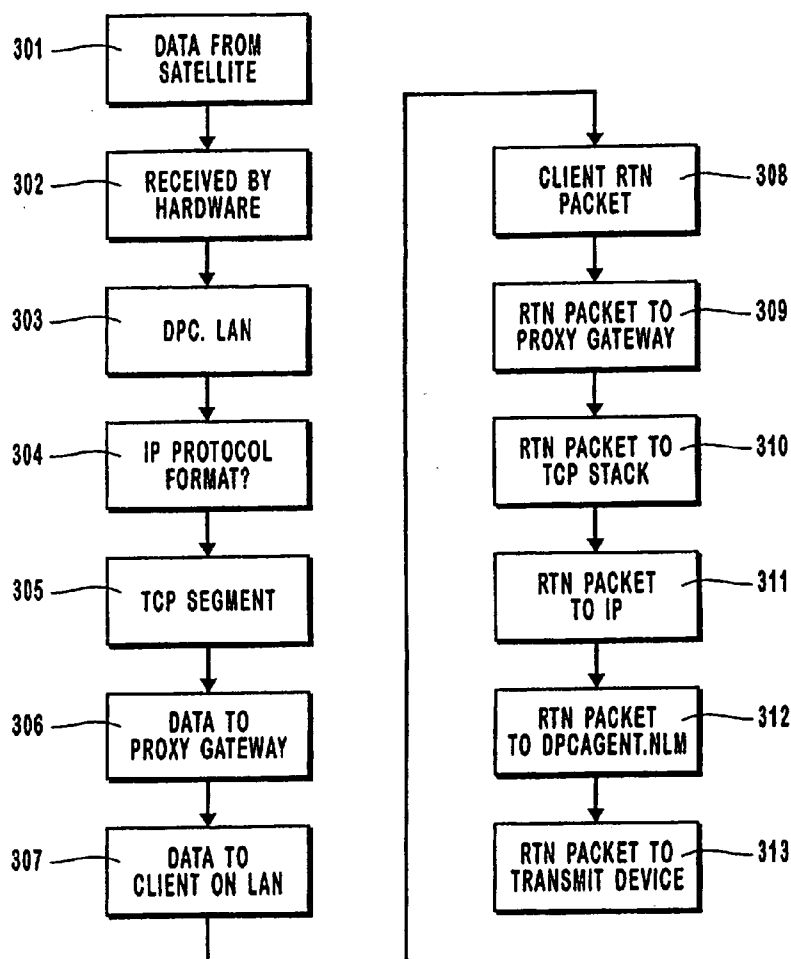 301
DATA FROM
SATELLITE
302
RECEIVED BY
HARDWARE
303
DPC. LAN
304
IP PROTOCOL
FORMAT?
305
TCP SEGMENT
306
DATA TO
PROXY GATEWAY
307
DATA TO
CLIENT ON LAN
CLIENT RTN
PACKET
308
RTN PACKET TO
PROXY GATEWAY
309
RTN PACKET TO
TCP STACK
310
RTN PACKET
TO IP
311
RTN PACKET
TO DPCAGENT.NLM
312
RTN PACKET TO
TRANSMIT DEVICE
313